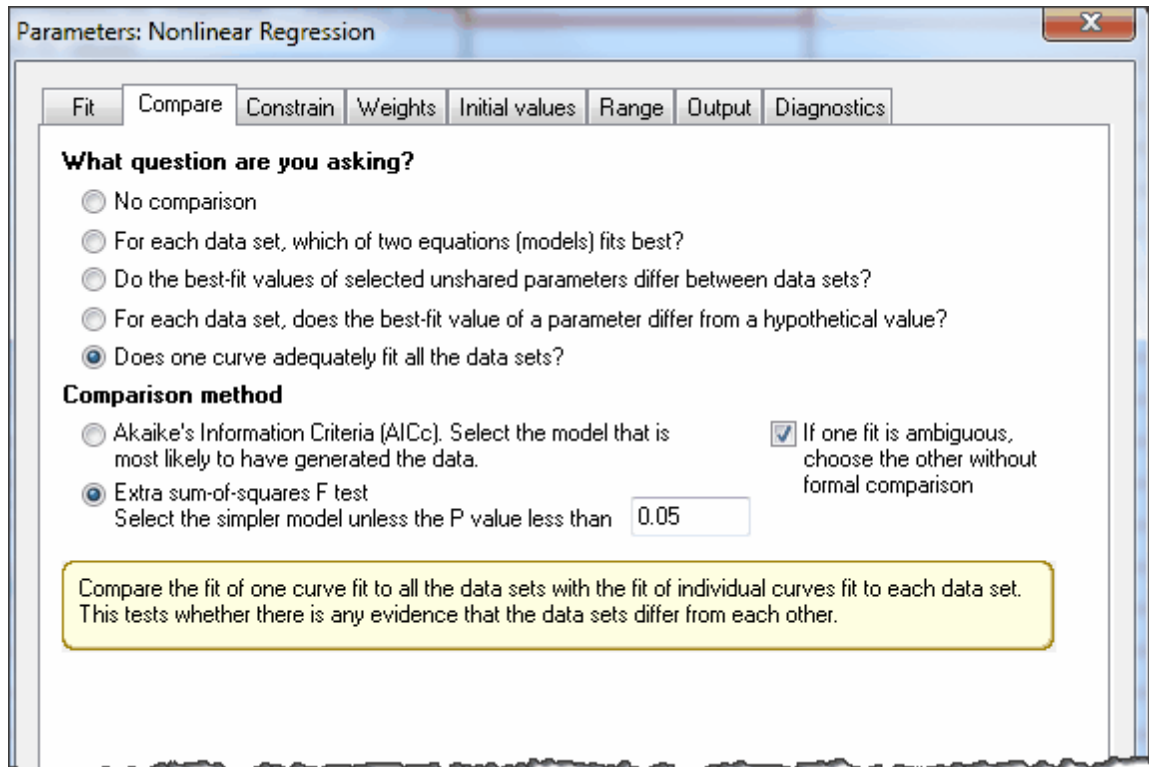 Parameters: Nonlinear Regression
X
Fit Compare Constrain Weights Initial values Range Output Diagnostics
What question are you asking?
No comparison
For each data set, which of two equations (models) fits best?
Do the best-fit values of selected unshared parameters differ between data sets?
For each data set, does the best-fit value of a parameter differ from a hypothetical value?
Does one curve adequately fit all the data sets?
Comparison method
Akaike's Information Criteria (AICc). Select the model that is
most likely to have generated the data.
If one fit is ambiguous,
choose the other without
formal comparison
Extra sum-of-squares F test
Select the simpler model unless the P value less than 0.05
Compare the fit of one curve fit to all the data sets with the fit of individual curves fit to each data set.
This tests whether there is any evidence that the data sets differ from each other.